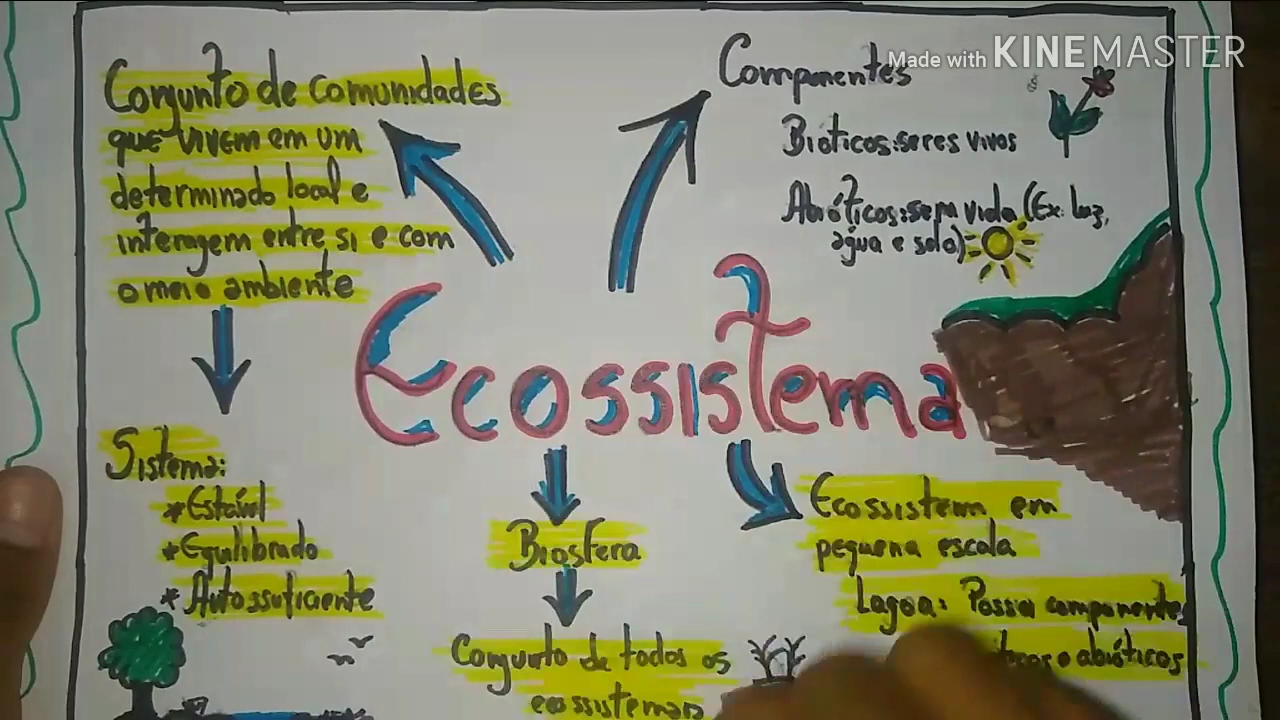 Made with KINEMASTER
Conjunto de comunidades
que vivem em um
determinado local e
interagem entre si e com
o meio ambiente
Componentes
Bióticos: seres vivos
Abióticos: sem vida (Ex: luz,
água e solo)
Ecossistema
Sistema:
* Estável
* Equilibrado
* Autossuficiente
Biosfera
Conjunto de todos os
ecossistemas
Ecossistem em
pequena escala
Lagoa: Possui componentes
e abióticos